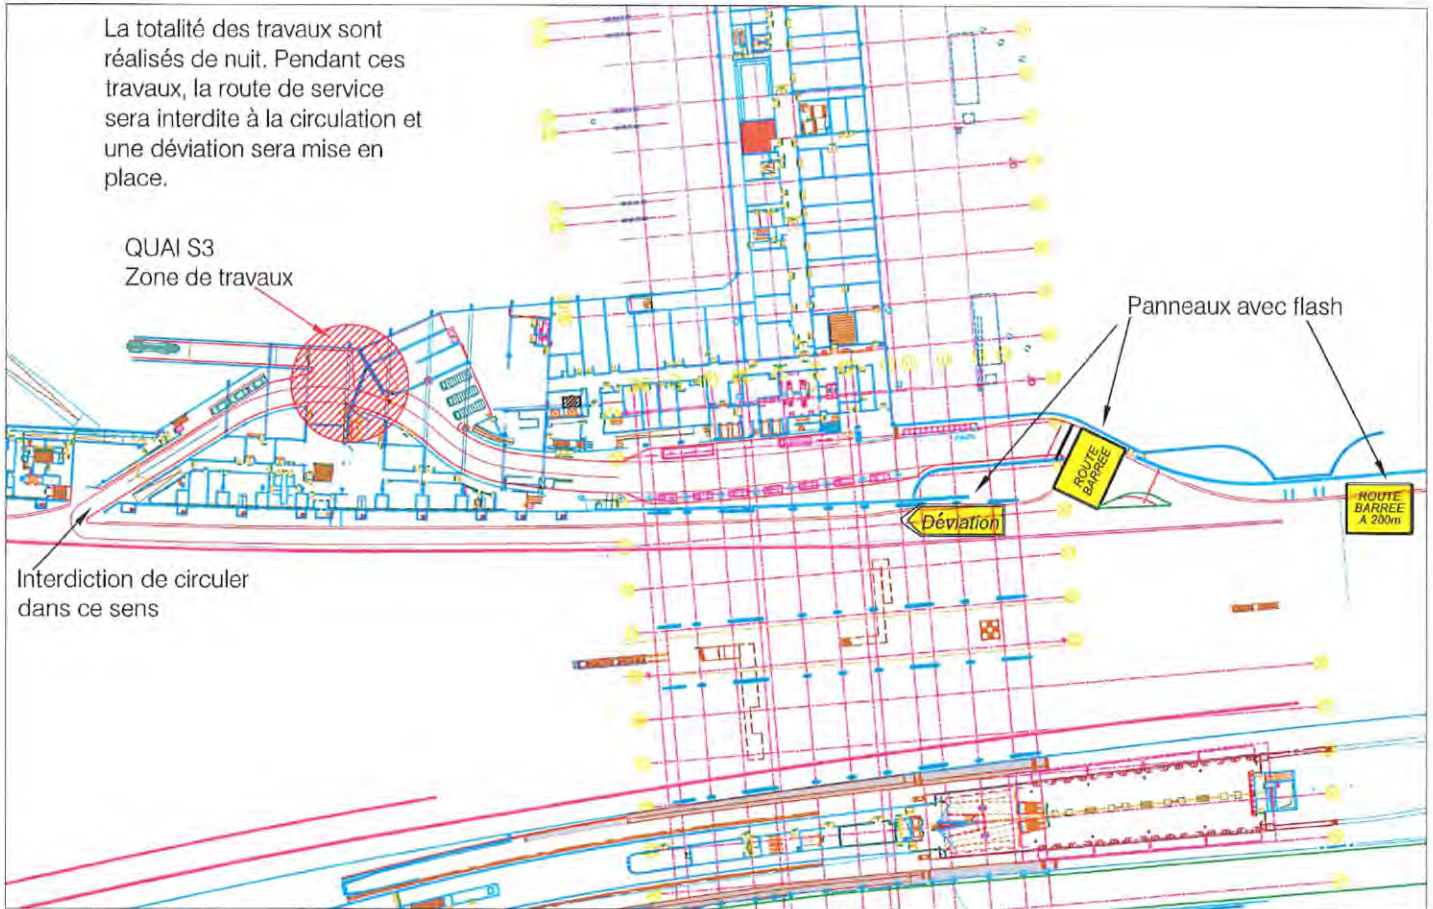 La totalité des travaux sont
réalisés de nuit. Pendant ces
travaux, la route de service
sera interdite à la circulation et
une déviation sera mise en
place.
QUAI S3
Zone de travaux
Panneaux avec flash
ROUTE
BARRÉE
ROUTE
BARREE
A 200m
Déviation
Interdiction de circuler
dans ce sens